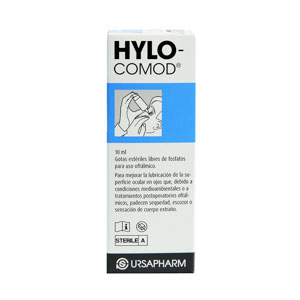 HYLO-
COMOD®
10 ml
Gotas estériles libres de fosfatos
para uso oftálmico.
Para mejorar la lubricación de la su-
perficie ocular en ojos que, debido a
condiciones medioambientales o a
tratamientos postoperatorios oftál-
micos, padecen sequedad, escozor o
sensación de cuerpo extraño.
STERILE A
URSAPHARM